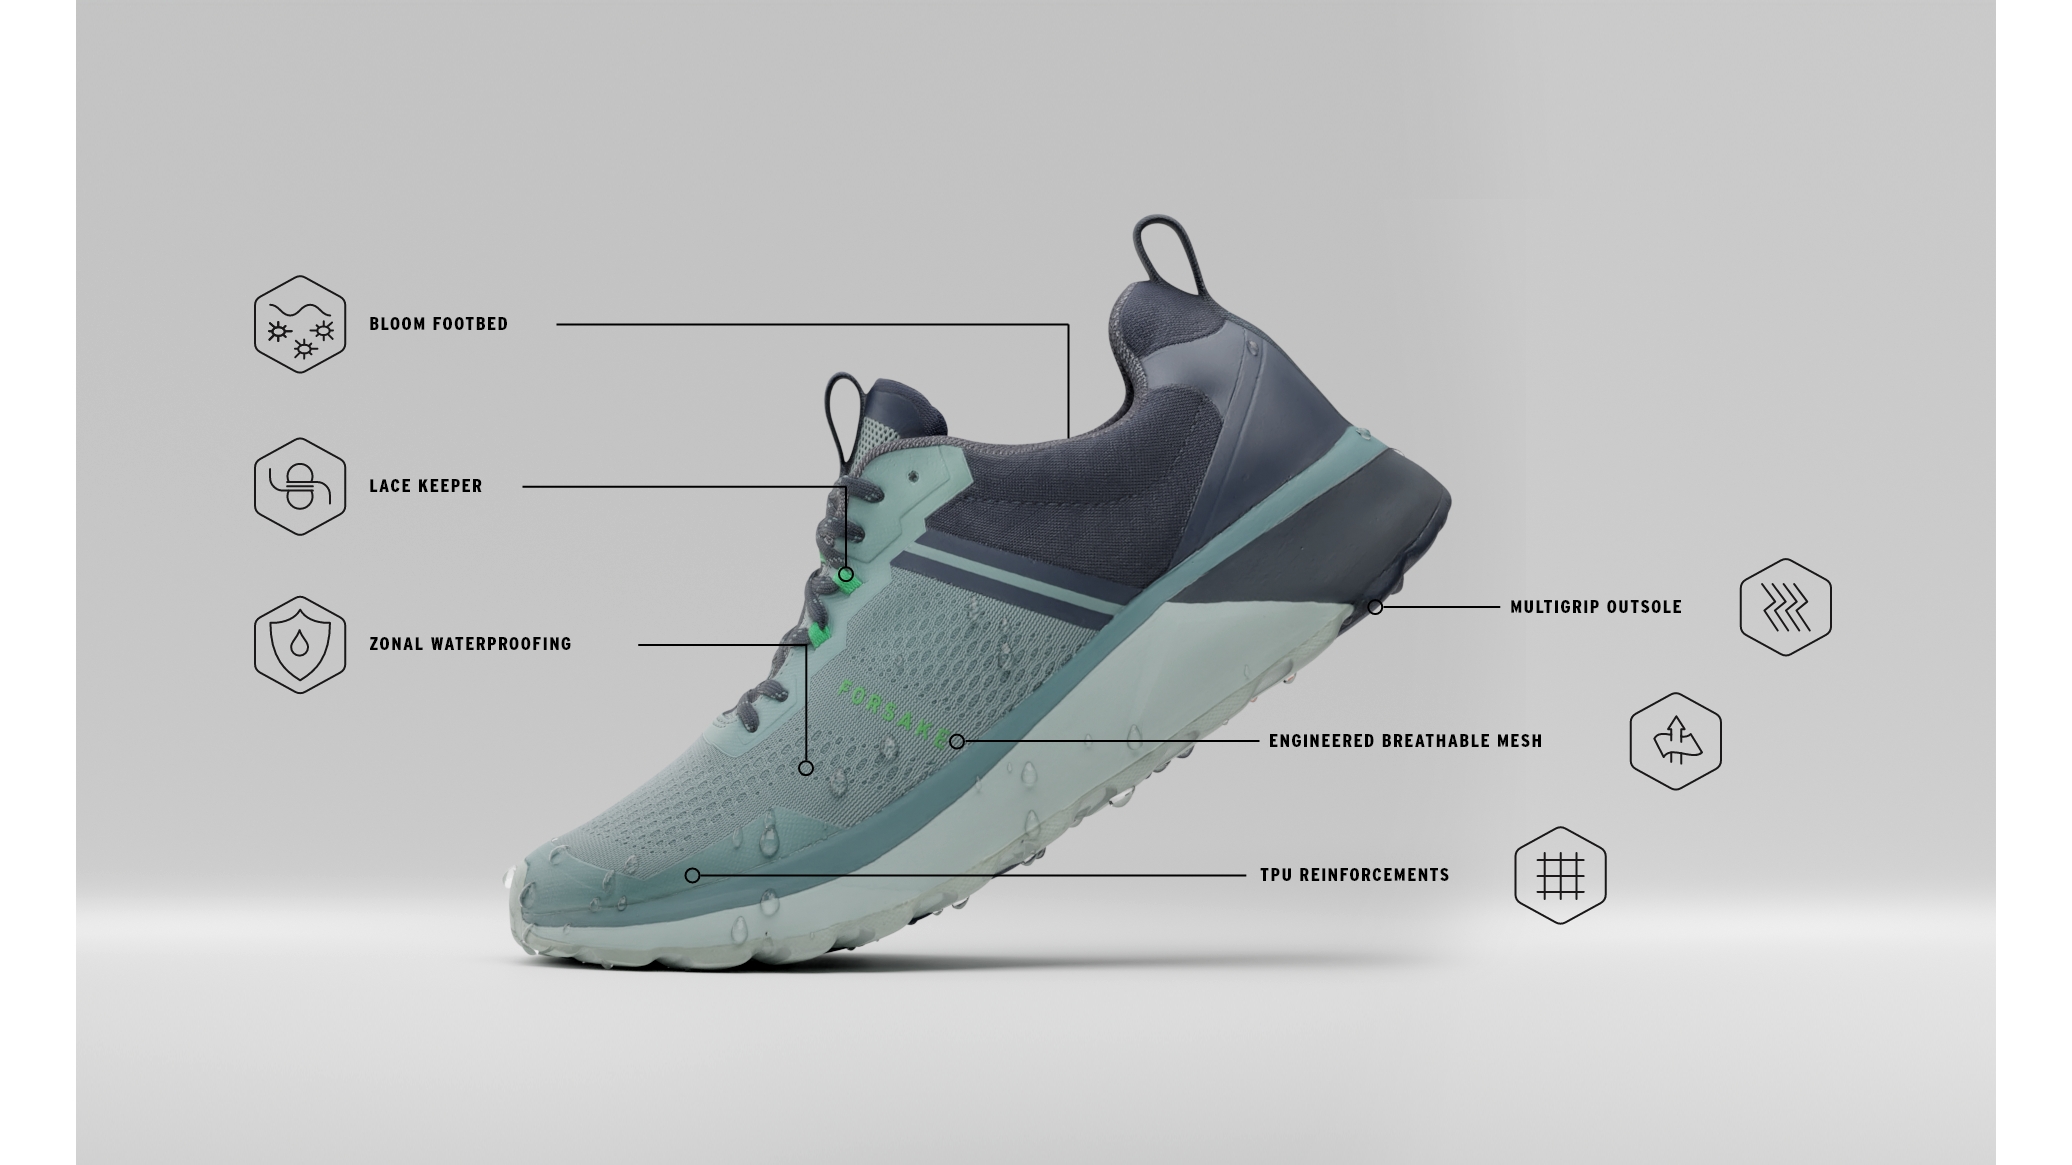 BLOOM FOOTBED
LACE KEEPER
ZONAL WATERPROOFING
FORSAKE
MULTIGRIP OUTSOLE
ENGINEERED BREATHABLE MESH
TPU REINFORCEMENTS